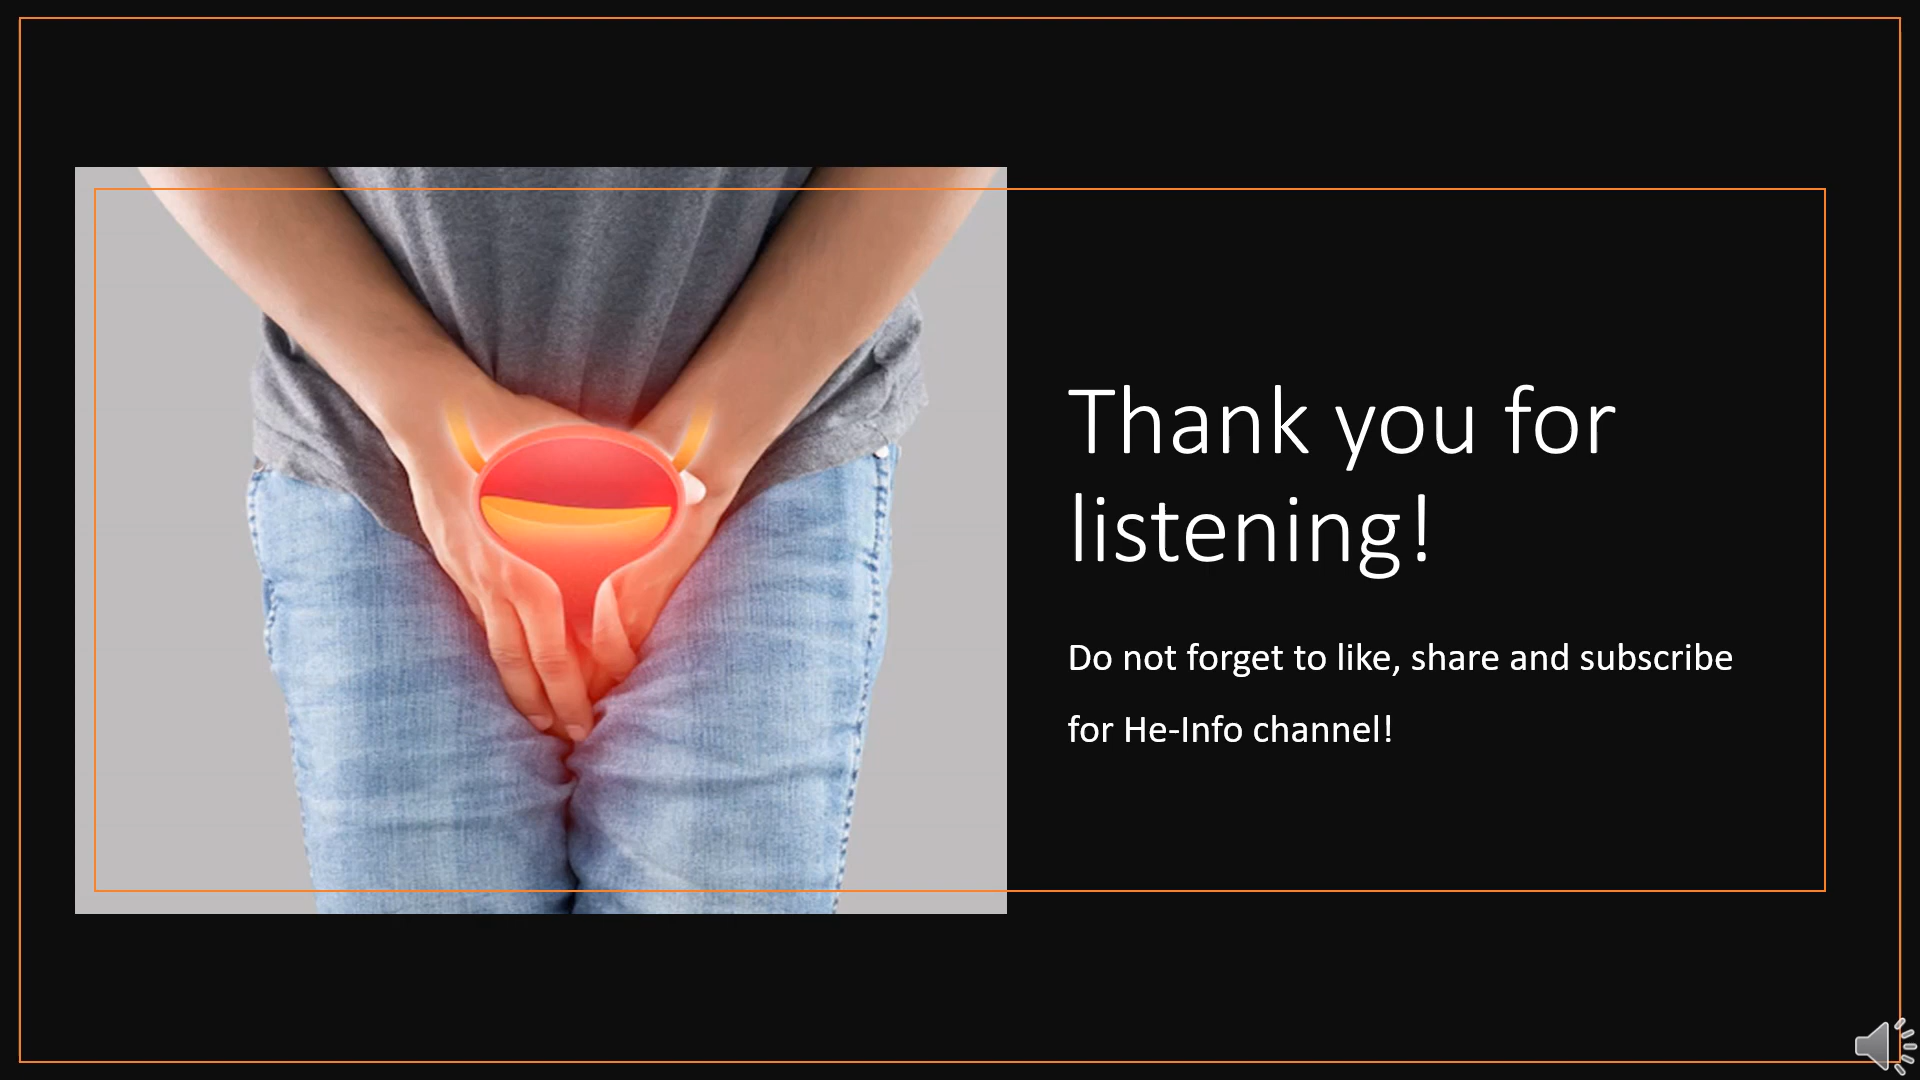 Thank you for
listening!
Do not forget to like, share and subscribe
for He-Info channel!